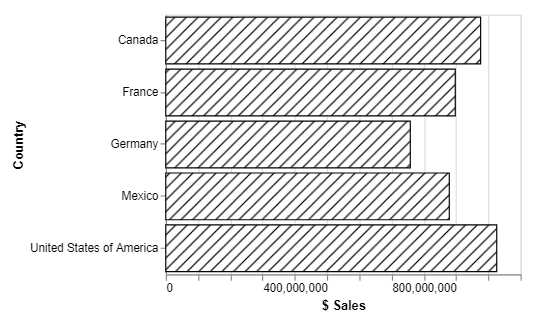 Country
Canada
France
Germany
Mexico
United States of America
0 400,000,000 800,000,000
$ Sales